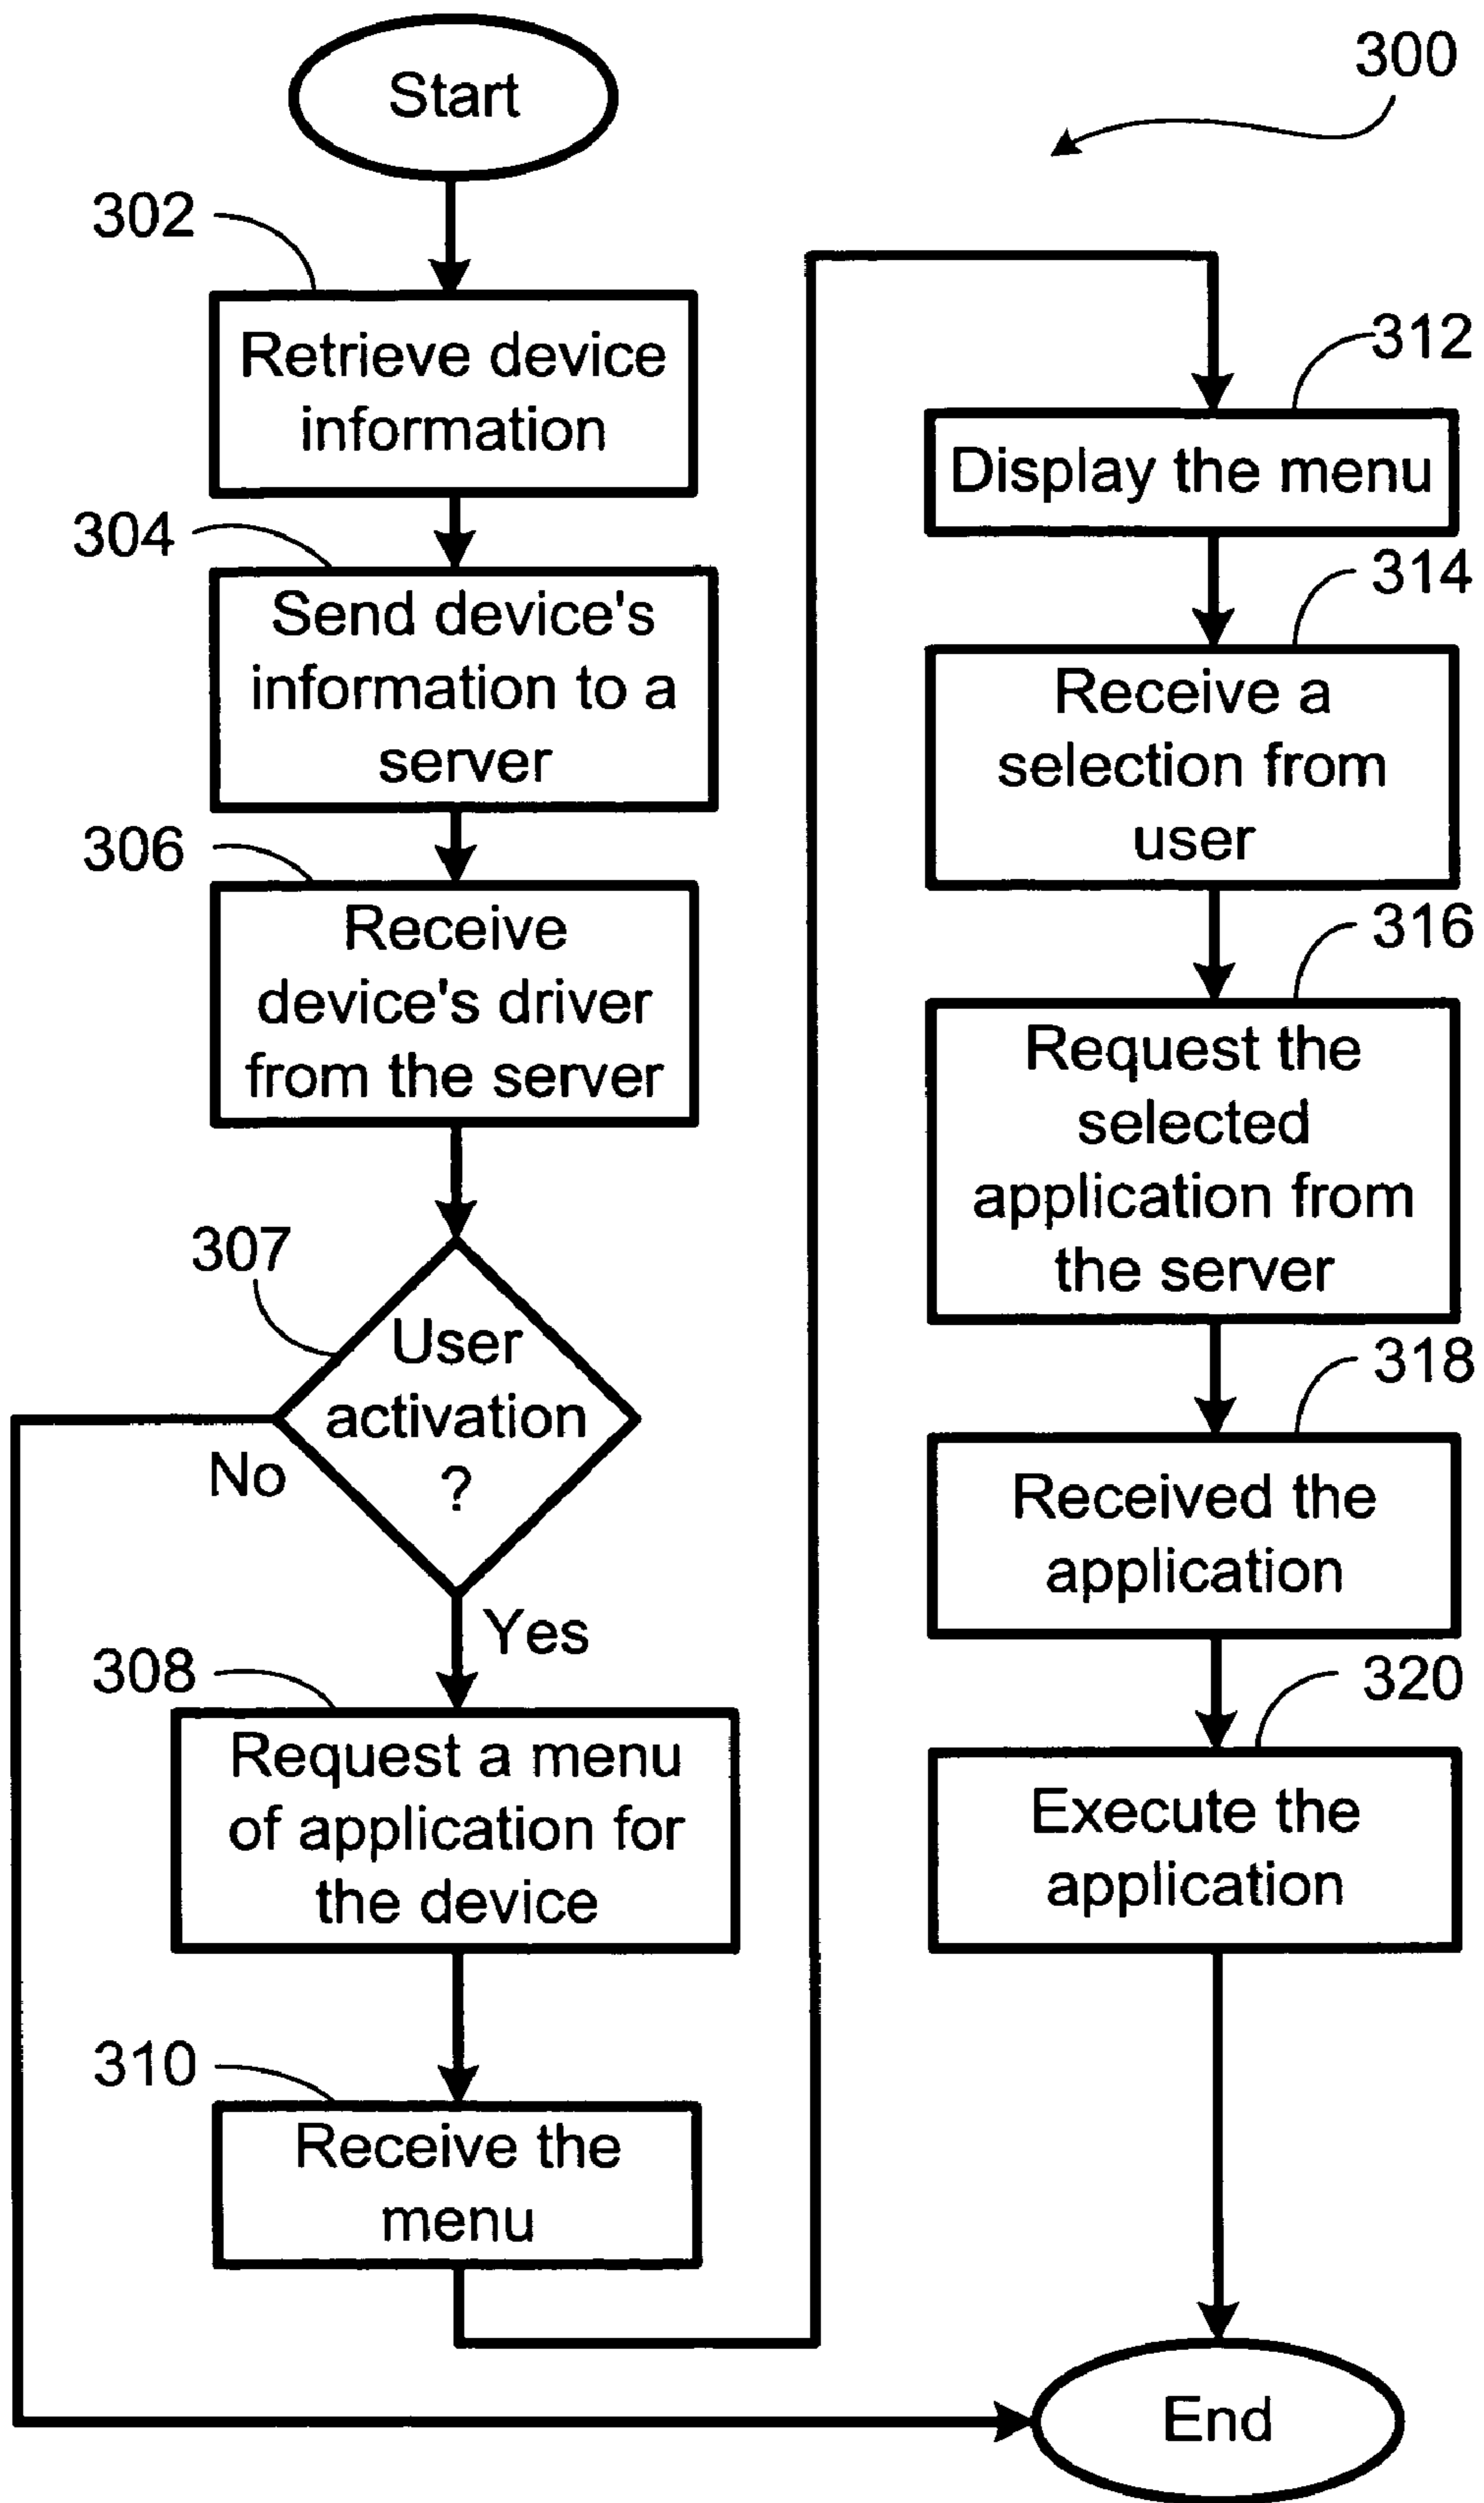 Start
300
302
Retrieve device
information
304
Send device's
information to a
server
306
Receive
device's driver
from the server
307
User
activation
?
No
Yes
308
Request a menu
of application for
the device
310
Receive the
menu
312
Display the menu
314
Receive a
selection from
user
316
Request the
selected
application from
the server
318
Received the
application
320
Execute the
application
End